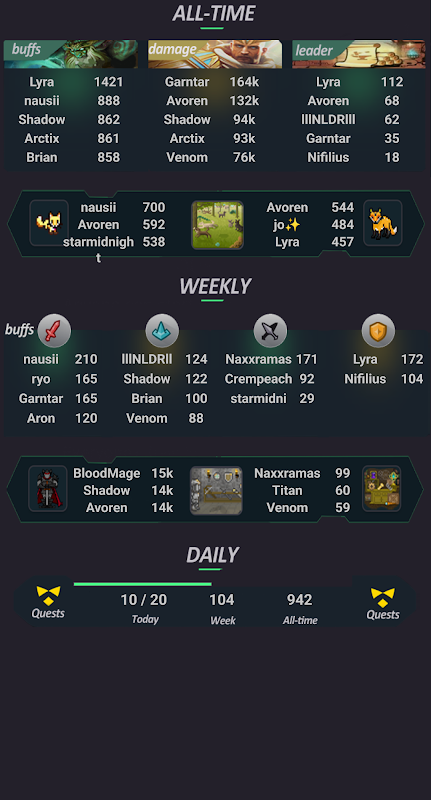 ALL-TIME
buffs damage leader
Lyra 1421 Garntar 164k Lyra 112
nausii 888 Avoren 132k Avoren 68
Shadow 862 Shadow 94k lllNLDRlll 62
Arctix 861 Arctix 93k Garntar 35
Brian 858 Venom 76k Nifilius 18
nausii 700 Avoren 544
Avoren 592 jo✨ 484
starmidnigh 538 Lyra 457
t
WEEKLY
buffs
nausii 210 lllNLDRll 124 Naxxramas 171 Lyra 172
ryo 165 Shadow 122 Crempeach 92 Nifilius 104
Garntar 165 Brian 100 starmidni 29
Aron 120 Venom 88
BloodMage 15k Naxxramas 99
Shadow 14k Titan 60
Avoren 14k Venom 59
DAILY
10 / 20 104 942
Quests Today Week All-time Quests